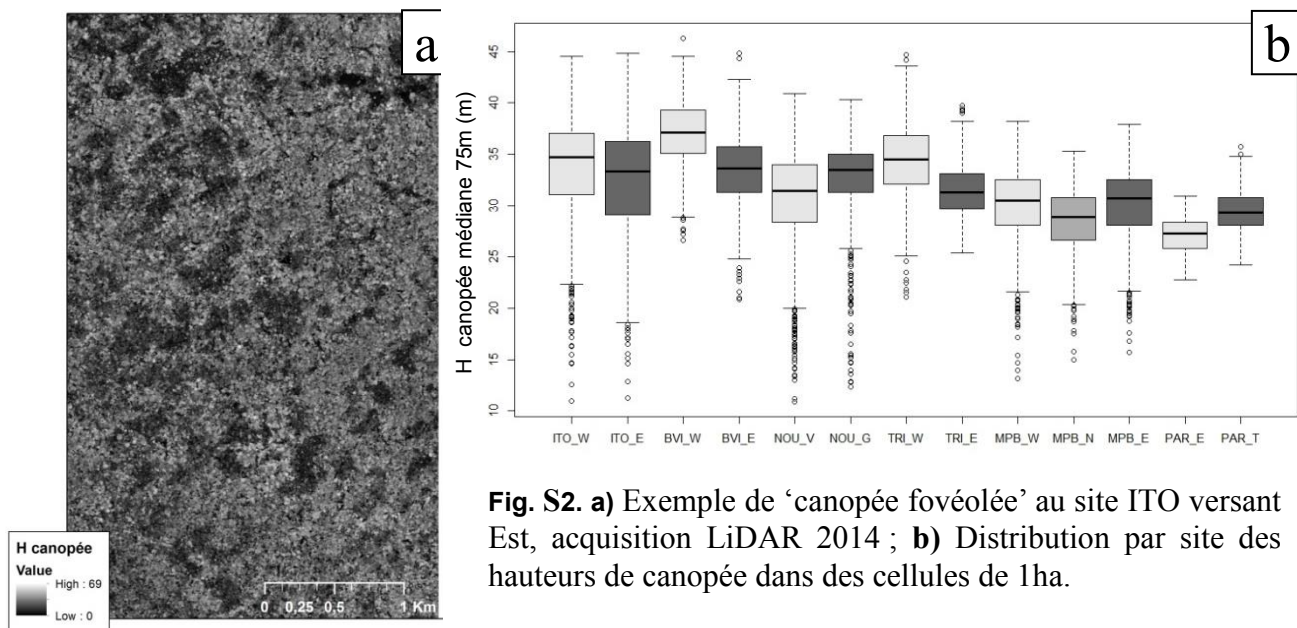 a
H canopée
Value
High : 69
Low : 0
0 0,25 0,5 1 Km
b
H canopée médiane 75m (m)
45
40
35
30
25
20
15
10
ITO_W ITO_E BVI_W BVI_E NOU_V NOU_G TRI_W TRI_E MPB_W MPB_N MPB_E PAR_E PAR_T
Fig. S2. a) Exemple de ‘canopée fovéolée’ au site ITO versant
Est, acquisition LiDAR 2014 ; b) Distribution par site des
hauteurs de canopée dans des cellules de 1ha.